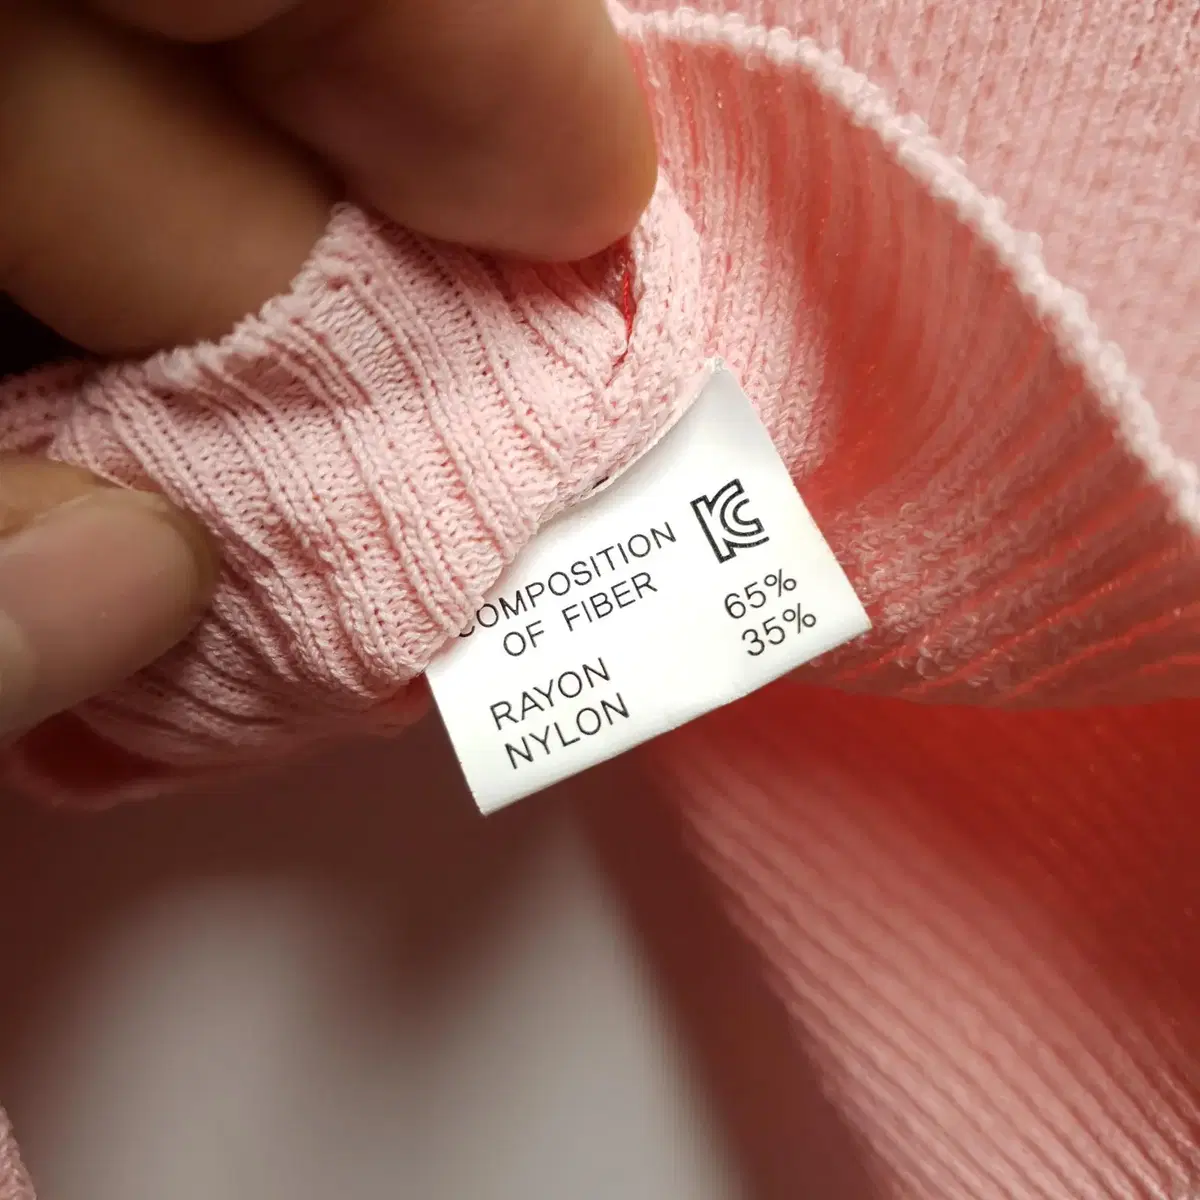 KC
COMPOSITION
OF FIBER
RAYON 65%
NYLON 35%